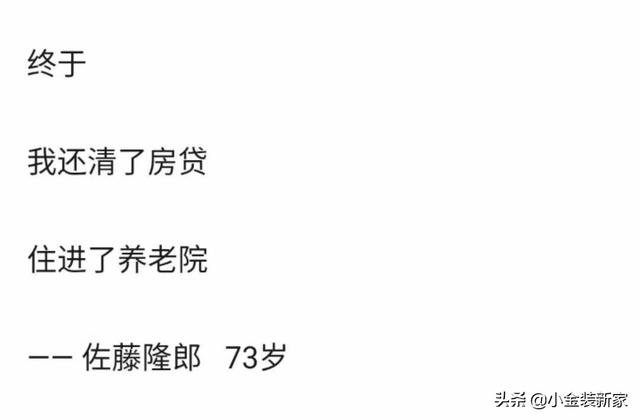 终于
我还清了房贷
住进了养老院
—— 佐藤隆郎 73岁
头条 @小金装新家